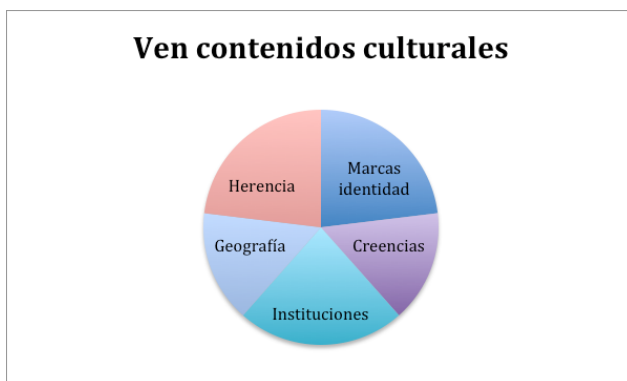 Ven contenidos culturales
Marcas
identidad
Herencia
Geografía
Creencias
Instituciones